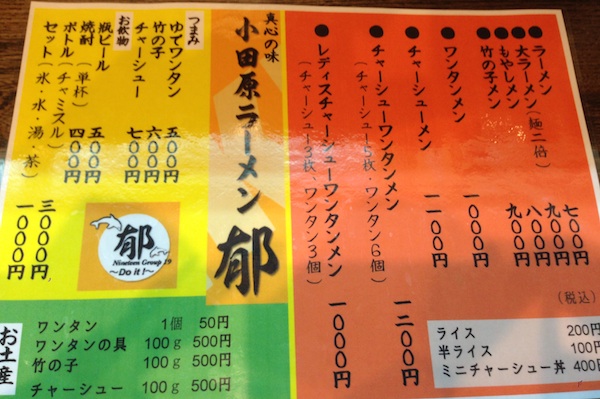 ●ラーメン 七〇〇円
●大ラーメン(麺二倍) 九〇〇円
●もやしメン 八〇〇円
●竹の子メン 九〇〇円
●ワンタンメン 一〇〇〇円
●チャーシューメン 一一〇〇円
●チャーシューワンタンメン 一二〇〇円
(チャーシュー5枚・ワンタン6個)
●レディスチャーシューワンタンメン 一〇〇〇円
(チャーシュー3枚・ワンタン3個)
(税込)
ライス 200円
半ライス 100円
ミニチャーシュー丼 400円
真心の味
小田原ラーメン 郁
つまみ
ゆでワンタン 五〇〇円
竹の子 六〇〇円
チャーシュー 七〇〇円
お飲物
瓶ビール 五〇〇円
焼酎(単杯) 四〇〇円
ボトル(チャミスル) 三〇〇〇円
セット(氷・水・湯・茶) 一〇〇〇円
郁
Nineteen Group 19
~Do it!~
お土産
ワンタン 1個 50円
ワンタンの具 100g 500円
竹の子 100g 500円
チャーシュー 100g 500円